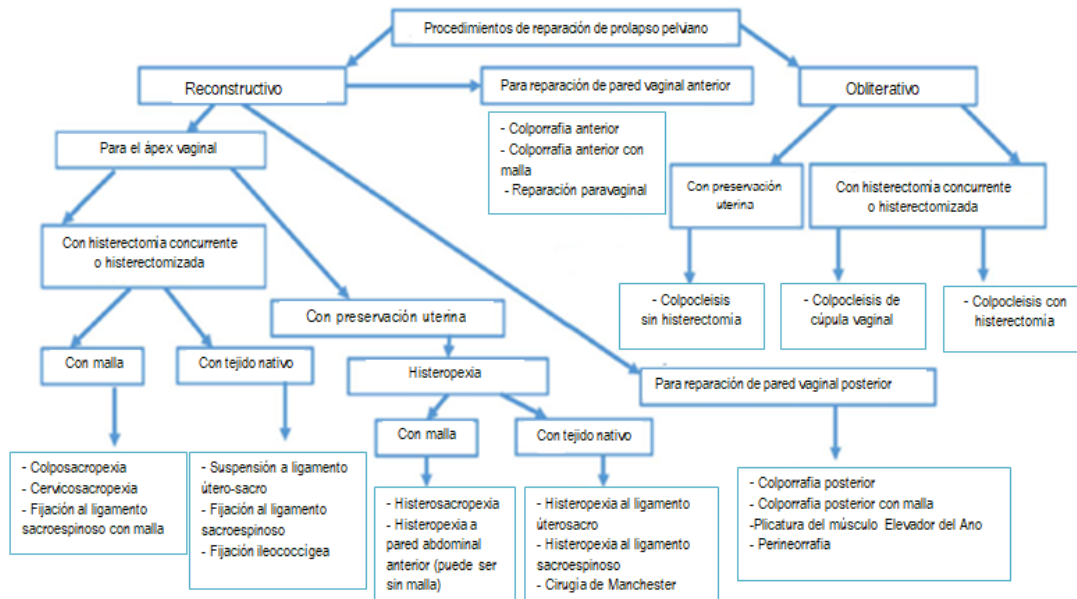 Procedimientos de reparación de prolapso pelviano
Reconstructivo
Para reparación de pared vaginal anterior
Obliterativo
- Colporrafia anterior
- Colporrafia anterior con
malla
- Reparación paravaginal
Para el ápex vaginal
Con preservación
uterina
Con histerectomía concurrente
o histerectomizada
Con histerectomía concurrente
o histerectomizada
- Colpocleisis
sin histerectomía
- Colpocleisis de
cúpula vaginal
- Colpocleisis con
histerectomía
Con preservación uterina
Con malla
Con tejido nativo
Histeropexia
Para reparación de pared vaginal posterior
Con malla
Con tejido nativo
- Colposacropexia
- Cervicosacropexia
- Fijación al ligamento
sacroespinoso con malla
- Suspensión a ligamento
útero-sacro
- Fijación al ligamento
sacroespinoso
- Fijación ileococcígea
- Histerosacropexia
- Histeropexia a
pared abdominal
anterior (puede ser
sin malla)
- Histeropexia al ligamento
úterosacro
- Histeropexia al ligamento
sacroespinoso
- Cirugía de Manchester
- Colporrafia posterior
- Colporrafia posterior con malla
-Plicatura del músculo Elevador del Ano
- Perineorrafia